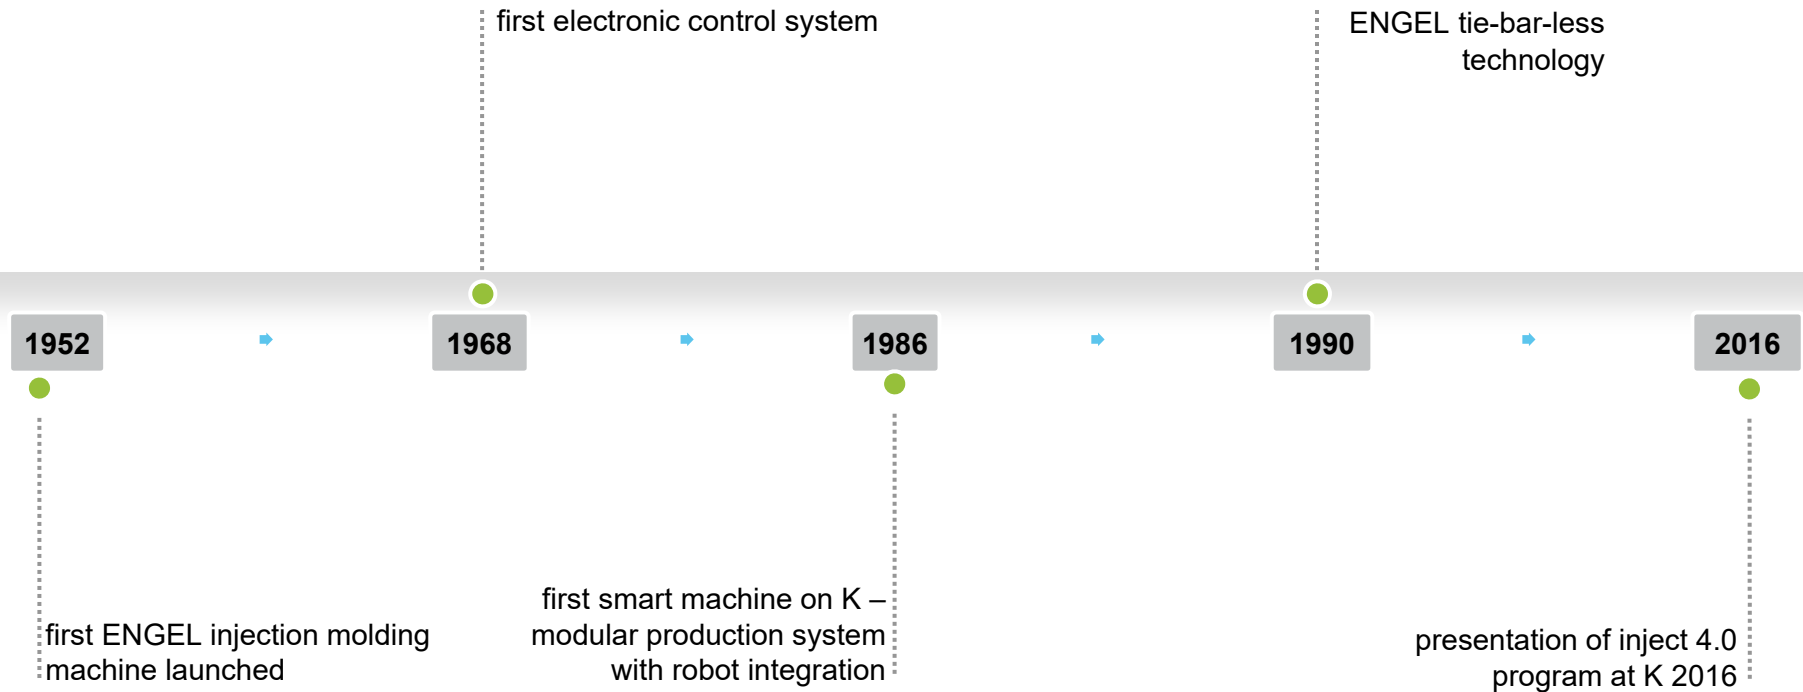 first electronic control system
ENGEL tie-bar-less
technology
1952
1968
1986
1990
2016
first ENGEL injection molding
machine launched
first smart machine on K –
modular production system
with robot integration
presentation of inject 4.0
program at K 2016